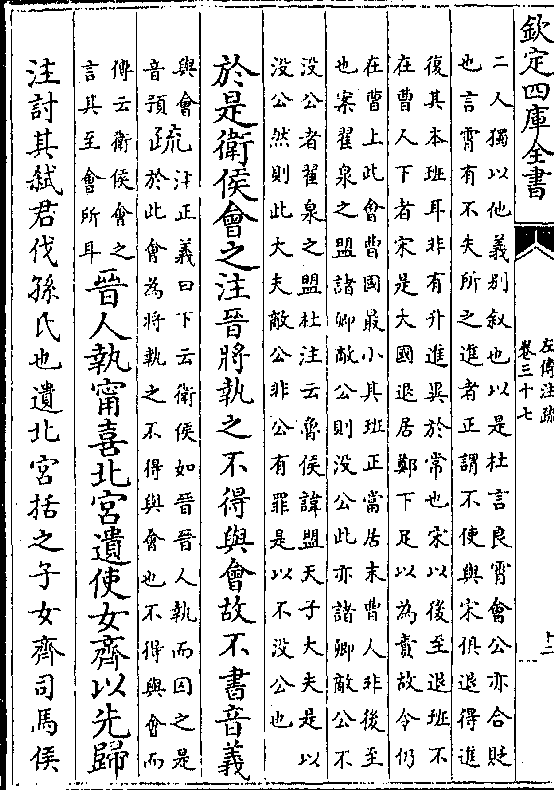 欽定四庫全書
左傳注疏
卷三十七
二人獨以他義别叙也以是杜言良霄會公亦合貶
也言霄有不失所之進者正謂不使與宋俱退得進
復其本班耳非有升進異於常也宋以後至退班不
在曹人下者宋是大國退居鄭下足以為責故令仍
在曹上此會曹國最小其班正當居末曹人非後至
也案翟泉之盟諸卿敵公則没公此亦諸卿敵公不
没公者翟泉之盟杜注云魯侯諱盟天子大夫是以
没公然則此大夫敵公非公有罪是以不没公也
於是衛侯會之注晉將執之不得與會故不書音義
與會音預疏注正義曰下云衛侯如晉晉人執而囚之是
於此會為將執之不得與會也不得與會而
傳云衛侯會之
言其至會所耳晉人執甯喜北宮遺使女齊以先歸
注討其弑君伐孫氏也遺北宮括之子女齊司馬侯